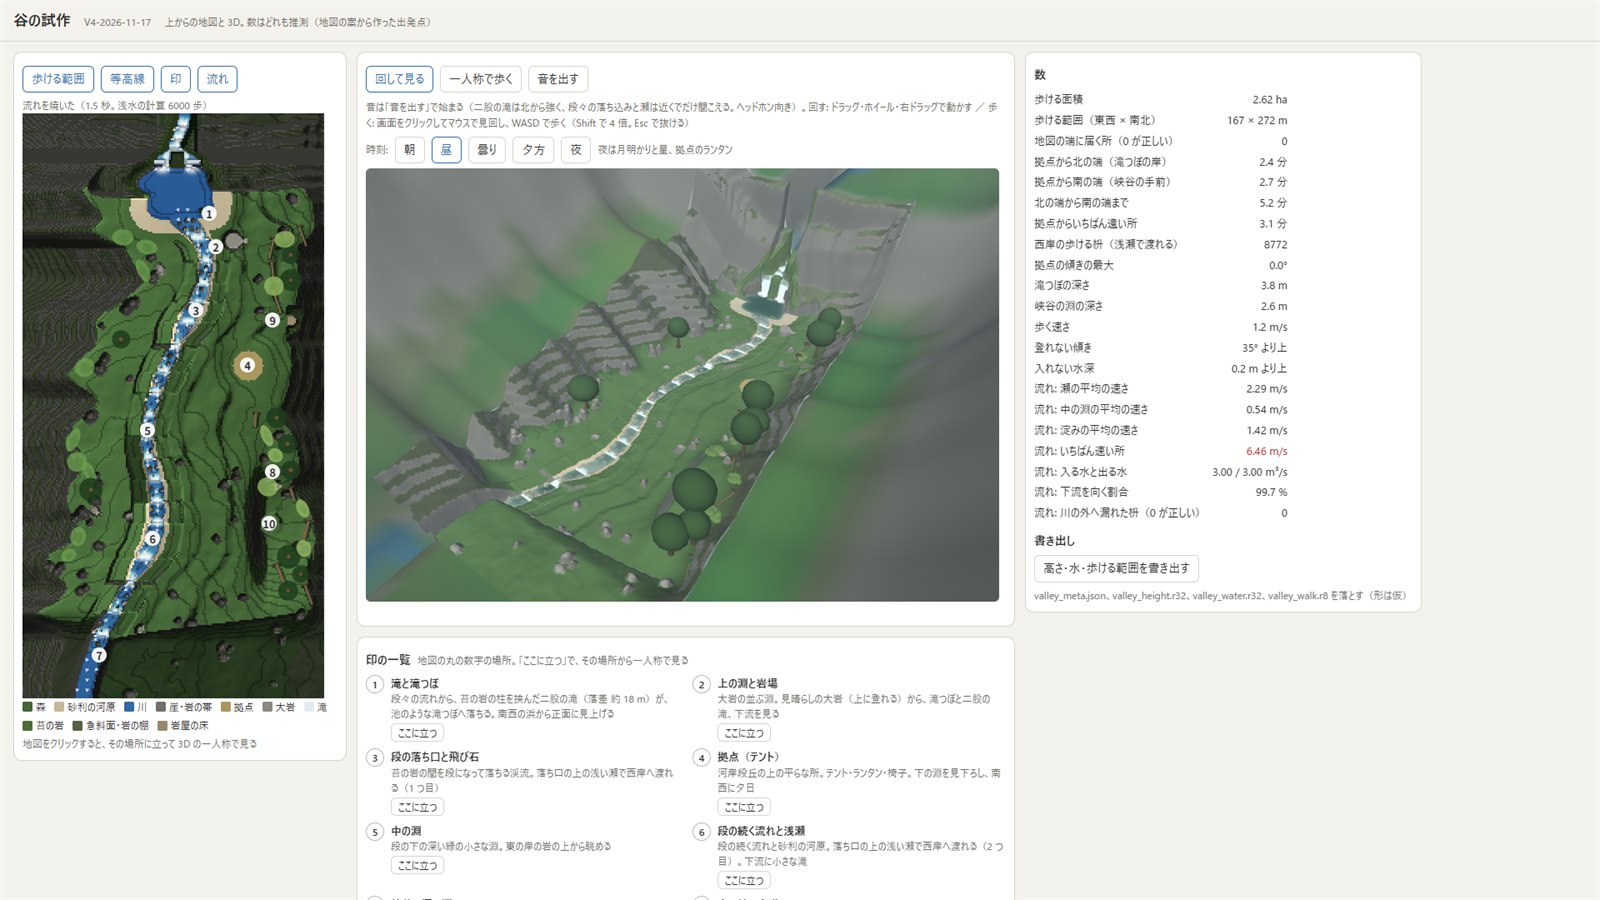 谷の試作 V4-2026-11-17 上からの地図と 3D。数はどれも推測（地図の案から作った出発点）
歩ける範囲 等高線 印 流れ
流れを焼いた（1.5 秒。浅水の計算 6000 歩）
1
2
3
9
4
5
8
10
6
7
森 砂利の河原 川 崖・岩の帯 拠点 大岩 滝
苔の岩 急斜面・岩の棚 岩屋の床
地図をクリックすると、その場所に立って 3D の一人称で見る
回して見る 一人称で歩く 音を出す
音は「音を出す」で始まる（二股の滝は北から強く、段々の落ち込みと瀬は近くでだけ聞こえる。ヘッドホン向き）。回す: ドラッグ・ホイール・右ドラッグで動かす ／ 歩
く: 画面をクリックしてマウスで見回し、WASD で歩く（Shift で 4 倍。Esc で抜ける）
時刻: 朝 昼 曇り 夕方 夜 夜は月明かりと星、拠点のランタン
印の一覧 地図の丸の数字の場所。「ここに立つ」で、その場所から一人称で見る
1 滝と滝つぼ
段々の流れから、苔の岩の柱を挟んだ二股の滝（落差 約 18 m）が、
池のような滝つぼへ落ちる。南西の浜から正面に見上げる
ここに立つ
2 上の淵と岩場
大岩の並ぶ淵。見晴らしの大岩（上に登れる）から、滝つぼと二股の
滝、下流を見る
ここに立つ
3 段の落ち口と飛び石
苔の岩の間を段になって落ちる渓流。落ち口の上の浅い瀬で西岸へ渡れ
る（1 つ目）
ここに立つ
4 拠点（テント）
河岸段丘の上の平らな所。テント・ランタン・椅子。下の淵を見下ろし、南
西に夕日
ここに立つ
5 中の淵
段の下の深い緑の小さな淵。東の岸の岩の上から眺める
ここに立つ
6 段の続く流れと浅瀬
段の続く流れと砂利の河原。落ち口の上の浅い瀬で西岸へ渡れる（2 つ
目）。下流に小さな滝
ここに立つ
数
歩ける面積 2.62 ha
歩ける範囲（東西 × 南北） 167 × 272 m
地図の端に届く所（0 が正しい） 0
拠点から北の端（滝つぼの岸） 2.4 分
拠点から南の端（峡谷の手前） 2.7 分
北の端から南の端まで 5.2 分
拠点からいちばん遠い所 3.1 分
西岸の歩ける枡（浅瀬で渡れる） 8772
拠点の傾きの最大 0.0°
滝つぼの深さ 3.8 m
峡谷の淵の深さ 2.6 m
歩く速さ 1.2 m/s
登れない傾き 35° より上
入れない水深 0.2 m より上
流れ: 瀬の平均の速さ 2.29 m/s
流れ: 中の淵の平均の速さ 0.54 m/s
流れ: 淀みの平均の速さ 1.42 m/s
流れ: いちばん速い所 6.46 m/s
流れ: 入る水と出る水 3.00 / 3.00 m³/s
流れ: 下流を向く割合 99.7 %
流れ: 川の外へ漏れた枡（0 が正しい） 0
書き出し
高さ・水・歩ける範囲を書き出す
valley_meta.json、valley_height.r32、valley_water.r32、valley_walk.r8 を落とす（形は仮）